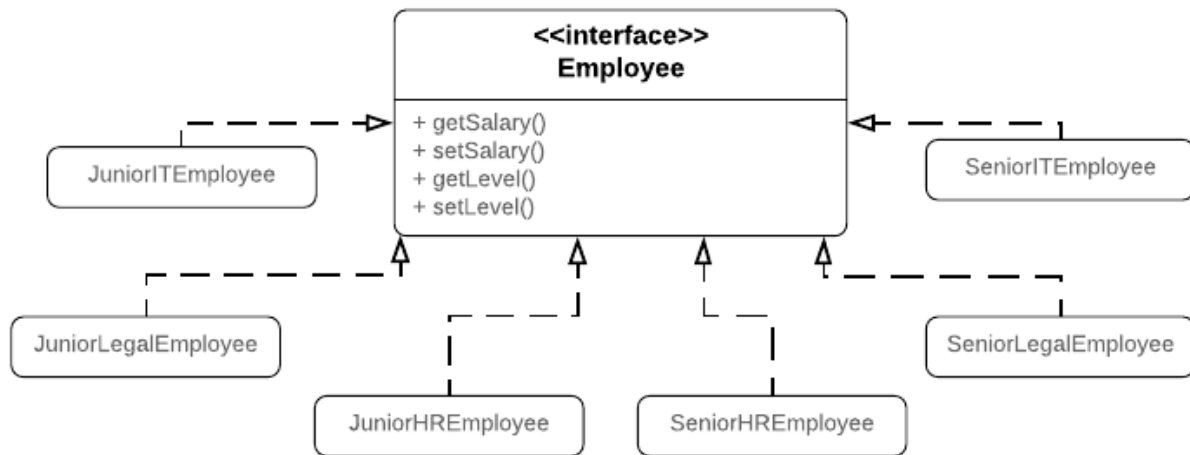 <<interface>>
Employee
+ getSalary()
+ setSalary()
+ getLevel()
+ setLevel()
JuniorITEmployee
SeniorITEmployee
JuniorLegalEmployee
SeniorLegalEmployee
JuniorHREmployee
SeniorHREmployee